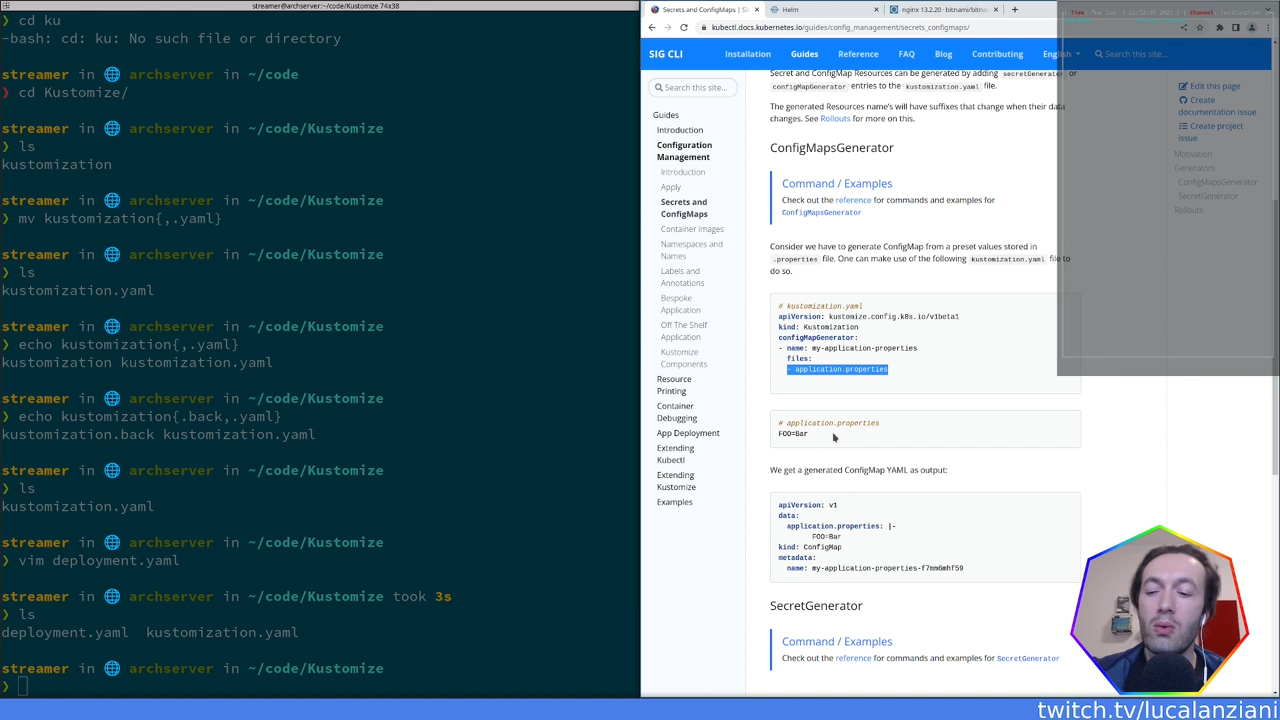 streamer@archserver:~/code/Kustomize 74x38
❯ cd ku
-bash:cd: ku: No such file or directory
streamer in 🌐 archserver in ~/code
❯ cd Kustomize/
streamer in 🌐 archserver in ~/code/Kustomize
❯ ls
kustomization
streamer in 🌐 archserver in ~/code/Kustomize
❯ mv kustomization{,.yaml}
streamer in 🌐 archserver in ~/code/Kustomize
❯ ls
kustomization.yaml
streamer in 🌐 archserver in ~/code/Kustomize
❯ echo kustomization{,.yaml}
kustomization kustomization.yaml
streamer in 🌐 archserver in ~/code/Kustomize
❯ echo kustomization{.back,.yaml}
kustomization.back kustomization.yaml
streamer in 🌐 archserver in ~/code/Kustomize
❯ ls
kustomization.yaml
streamer in 🌐 archserver in ~/code/Kustomize
❯ vim deployment.yaml
streamer in 🌐 archserver in ~/code/Kustomize took 3s
❯ ls
deployment.yaml  kustomization.yaml
streamer in 🌐 archserver in ~/code/Kustomize
❯
Secrets and ConfigMaps | SI
Helm
nginx 13.2.20 · bitnami/bitna
kubectl.docs.kubernetes.io/guides/config_management/secrets_configmaps/
SIG CLI Installation Guides Reference FAQ Blog Contributing English Search this site...
Search this site...
Guides
Introduction
Configuration
Management
Introduction
Apply
Secrets and
ConfigMaps
Container Images
Namespaces and
Names
Labels and
Annotations
Bespoke
Application
Off The Shelf
Application
Kustomize
Components
Resource
Printing
Container
Debugging
App Deployment
Extending
Kubectl
Extending
Kustomize
Examples
Secret and ConfigMap Resources can be generated by adding secretGenerator or
configMapGenerator entries to the kustomization.yaml file.
The generated Resources name's will have suffixes that change when their data
changes. See Rollouts for more on this.
ConfigMapsGenerator
Command / Examples
Check out the reference for commands and examples for
ConfigMapsGenerator
Consider we have to generate ConfigMap from a preset values stored in
.properties file. One can make use of the following kustomization.yaml file to
do so.
# kustomization.yaml
apiVersion: kustomize.config.k8s.io/v1beta1
kind: Kustomization
configMapGenerator:
- name: my-application-properties
files:
- application.properties
# application.properties
FOO=Bar
We get a generated ConfigMap YAML as output:
apiVersion: v1
data:
application.properties: |-
FOO=Bar
kind: ConfigMap
metadata:
name: my-application-properties-f7mm6mhf59
SecretGenerator
Command / Examples
Check out the reference for commands and examples for SecretGenerator
Edit this page
Create
documentation issue
Create project
issue
Motivation
Generators
ConfigMapsGenerator
SecretGenerator
Rollouts
twitch.tv/lucalanziani